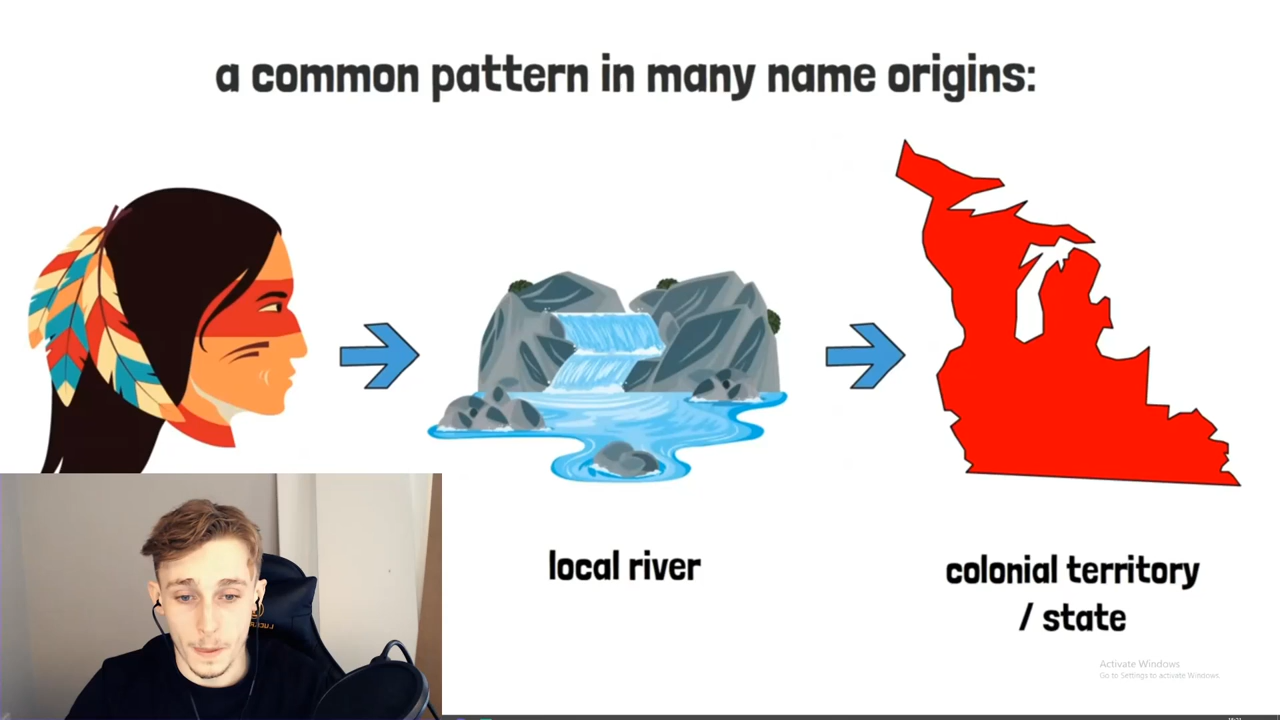 a common pattern in many name origins:
local river
colonial territory
/ state
Activate Windows
Go to Settings to activate Windows.